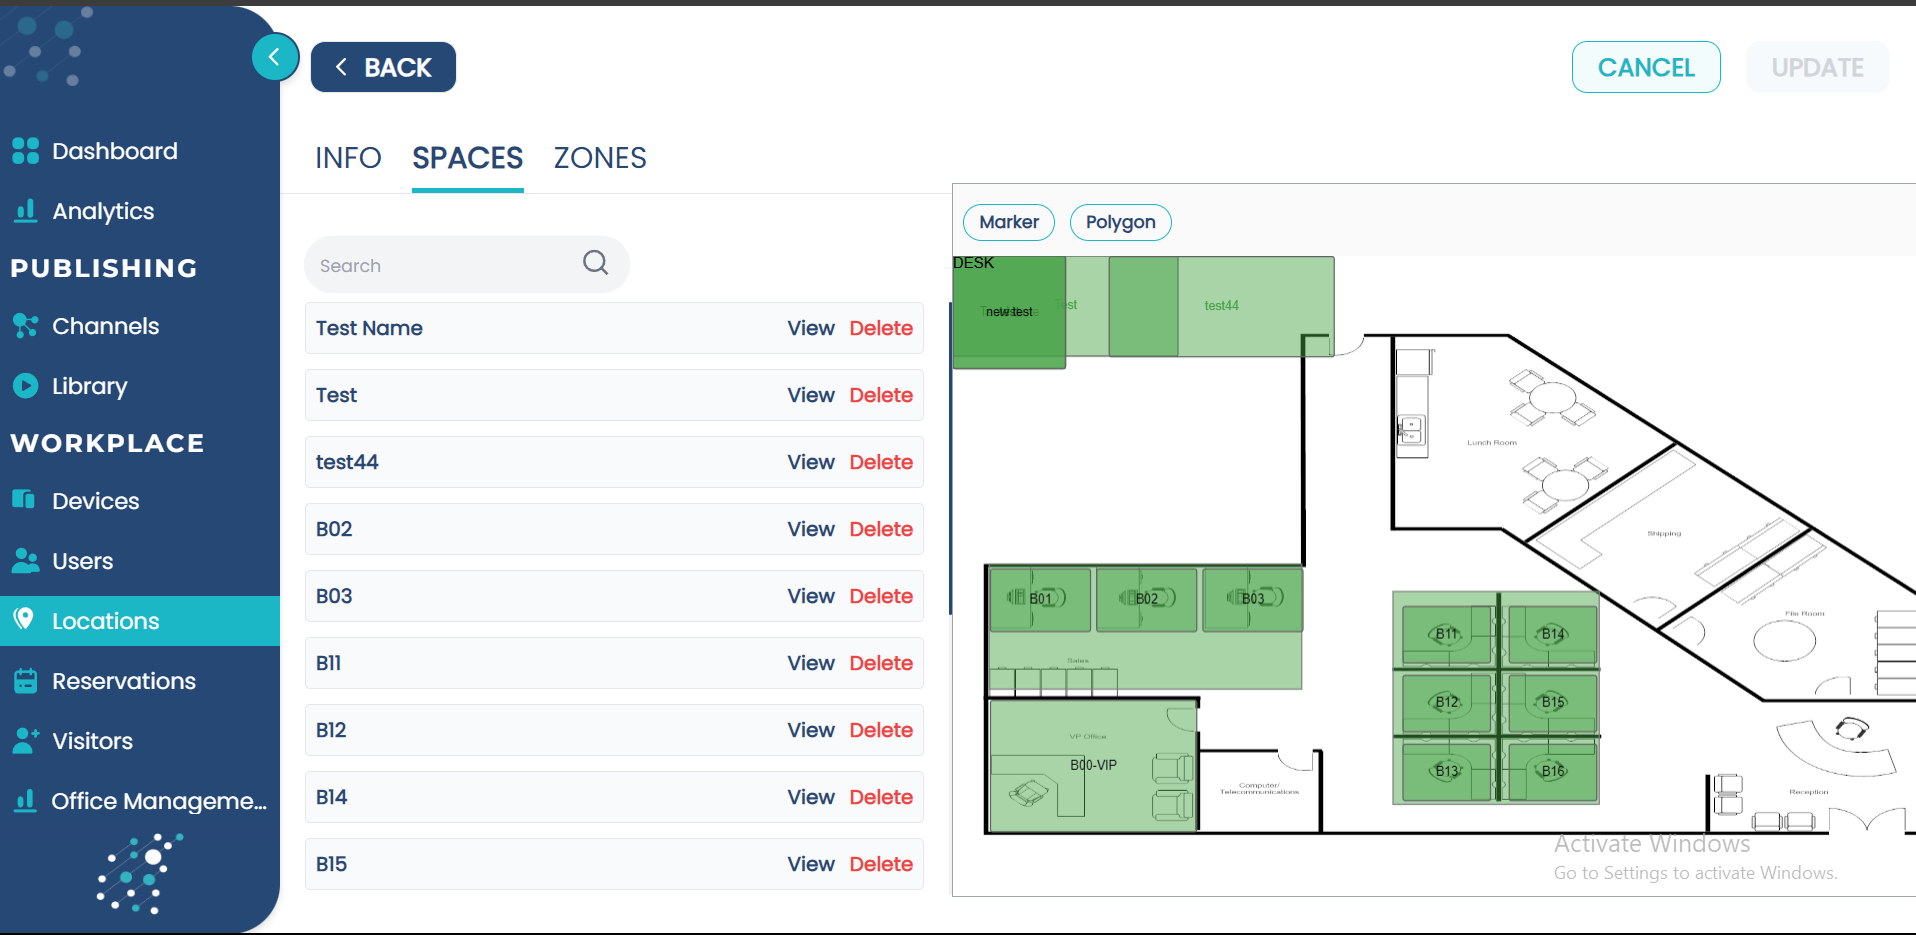 BACK
CANCEL
UPDATE
Dashboard
Analytics
PUBLISHING
Channels
Library
WORKPLACE
Devices
Users
Locations
Reservations
Visitors
Office Manageme...
INFO SPACES ZONES
Search
Test Name View Delete
Test View Delete
test44 View Delete
B02 View Delete
B03 View Delete
B11 View Delete
B12 View Delete
B14 View Delete
B15 View Delete
Marker Polygon
DESK
new test
Test
test44
Lunch Room
Shipping
File Room
B01 B02 B03
Sales
B11 B14
B12 B15
B13 B16
VP Office
B00-VIP
Computer/
Telecommunications
Reception
Activate Windows
Go to Settings to activate Windows.